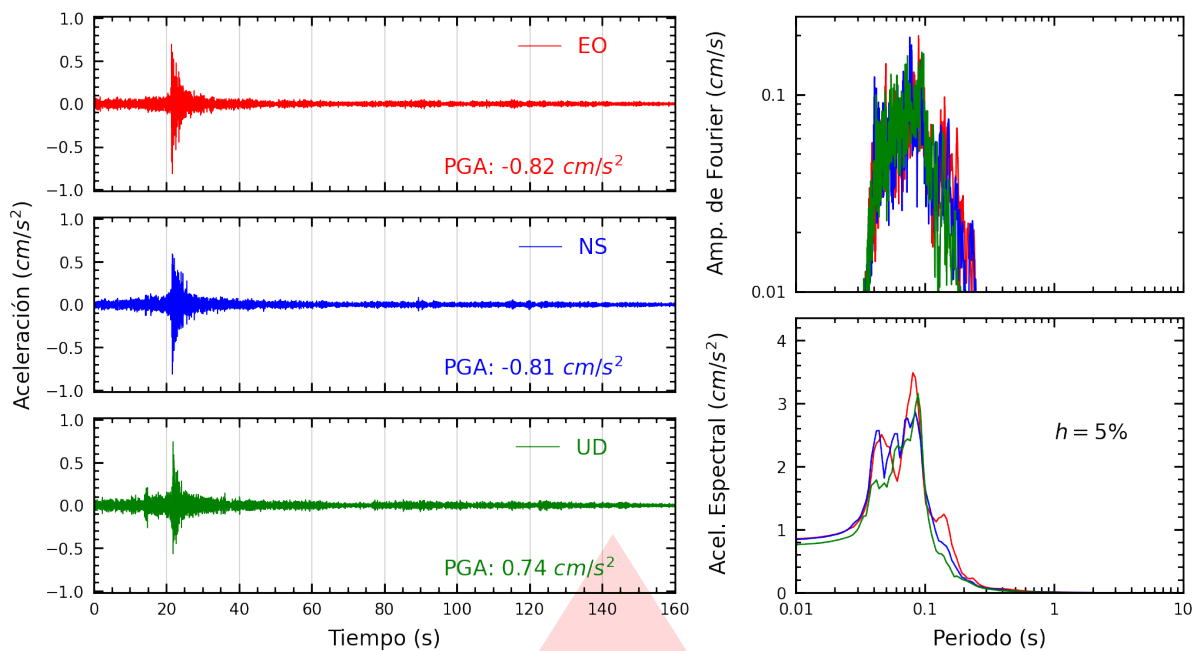 Aceleración (cm/s²)
1.0
0.5
0.0
−0.5
−1.0
EO
PGA: -0.82 cm/s²
1.0
0.5
0.0
−0.5
−1.0
NS
PGA: -0.81 cm/s²
1.0
0.5
0.0
−0.5
−1.0
UD
PGA: 0.74 cm/s²
0 20 40 60 80 100 120 140 160
Tiempo (s)
Amp. de Fourier (cm/s)
0.1
0.01
Acel. Espectral (cm/s²)
4
3
2
1
0
h = 5%
0.01 0.1 1 10
Periodo (s)